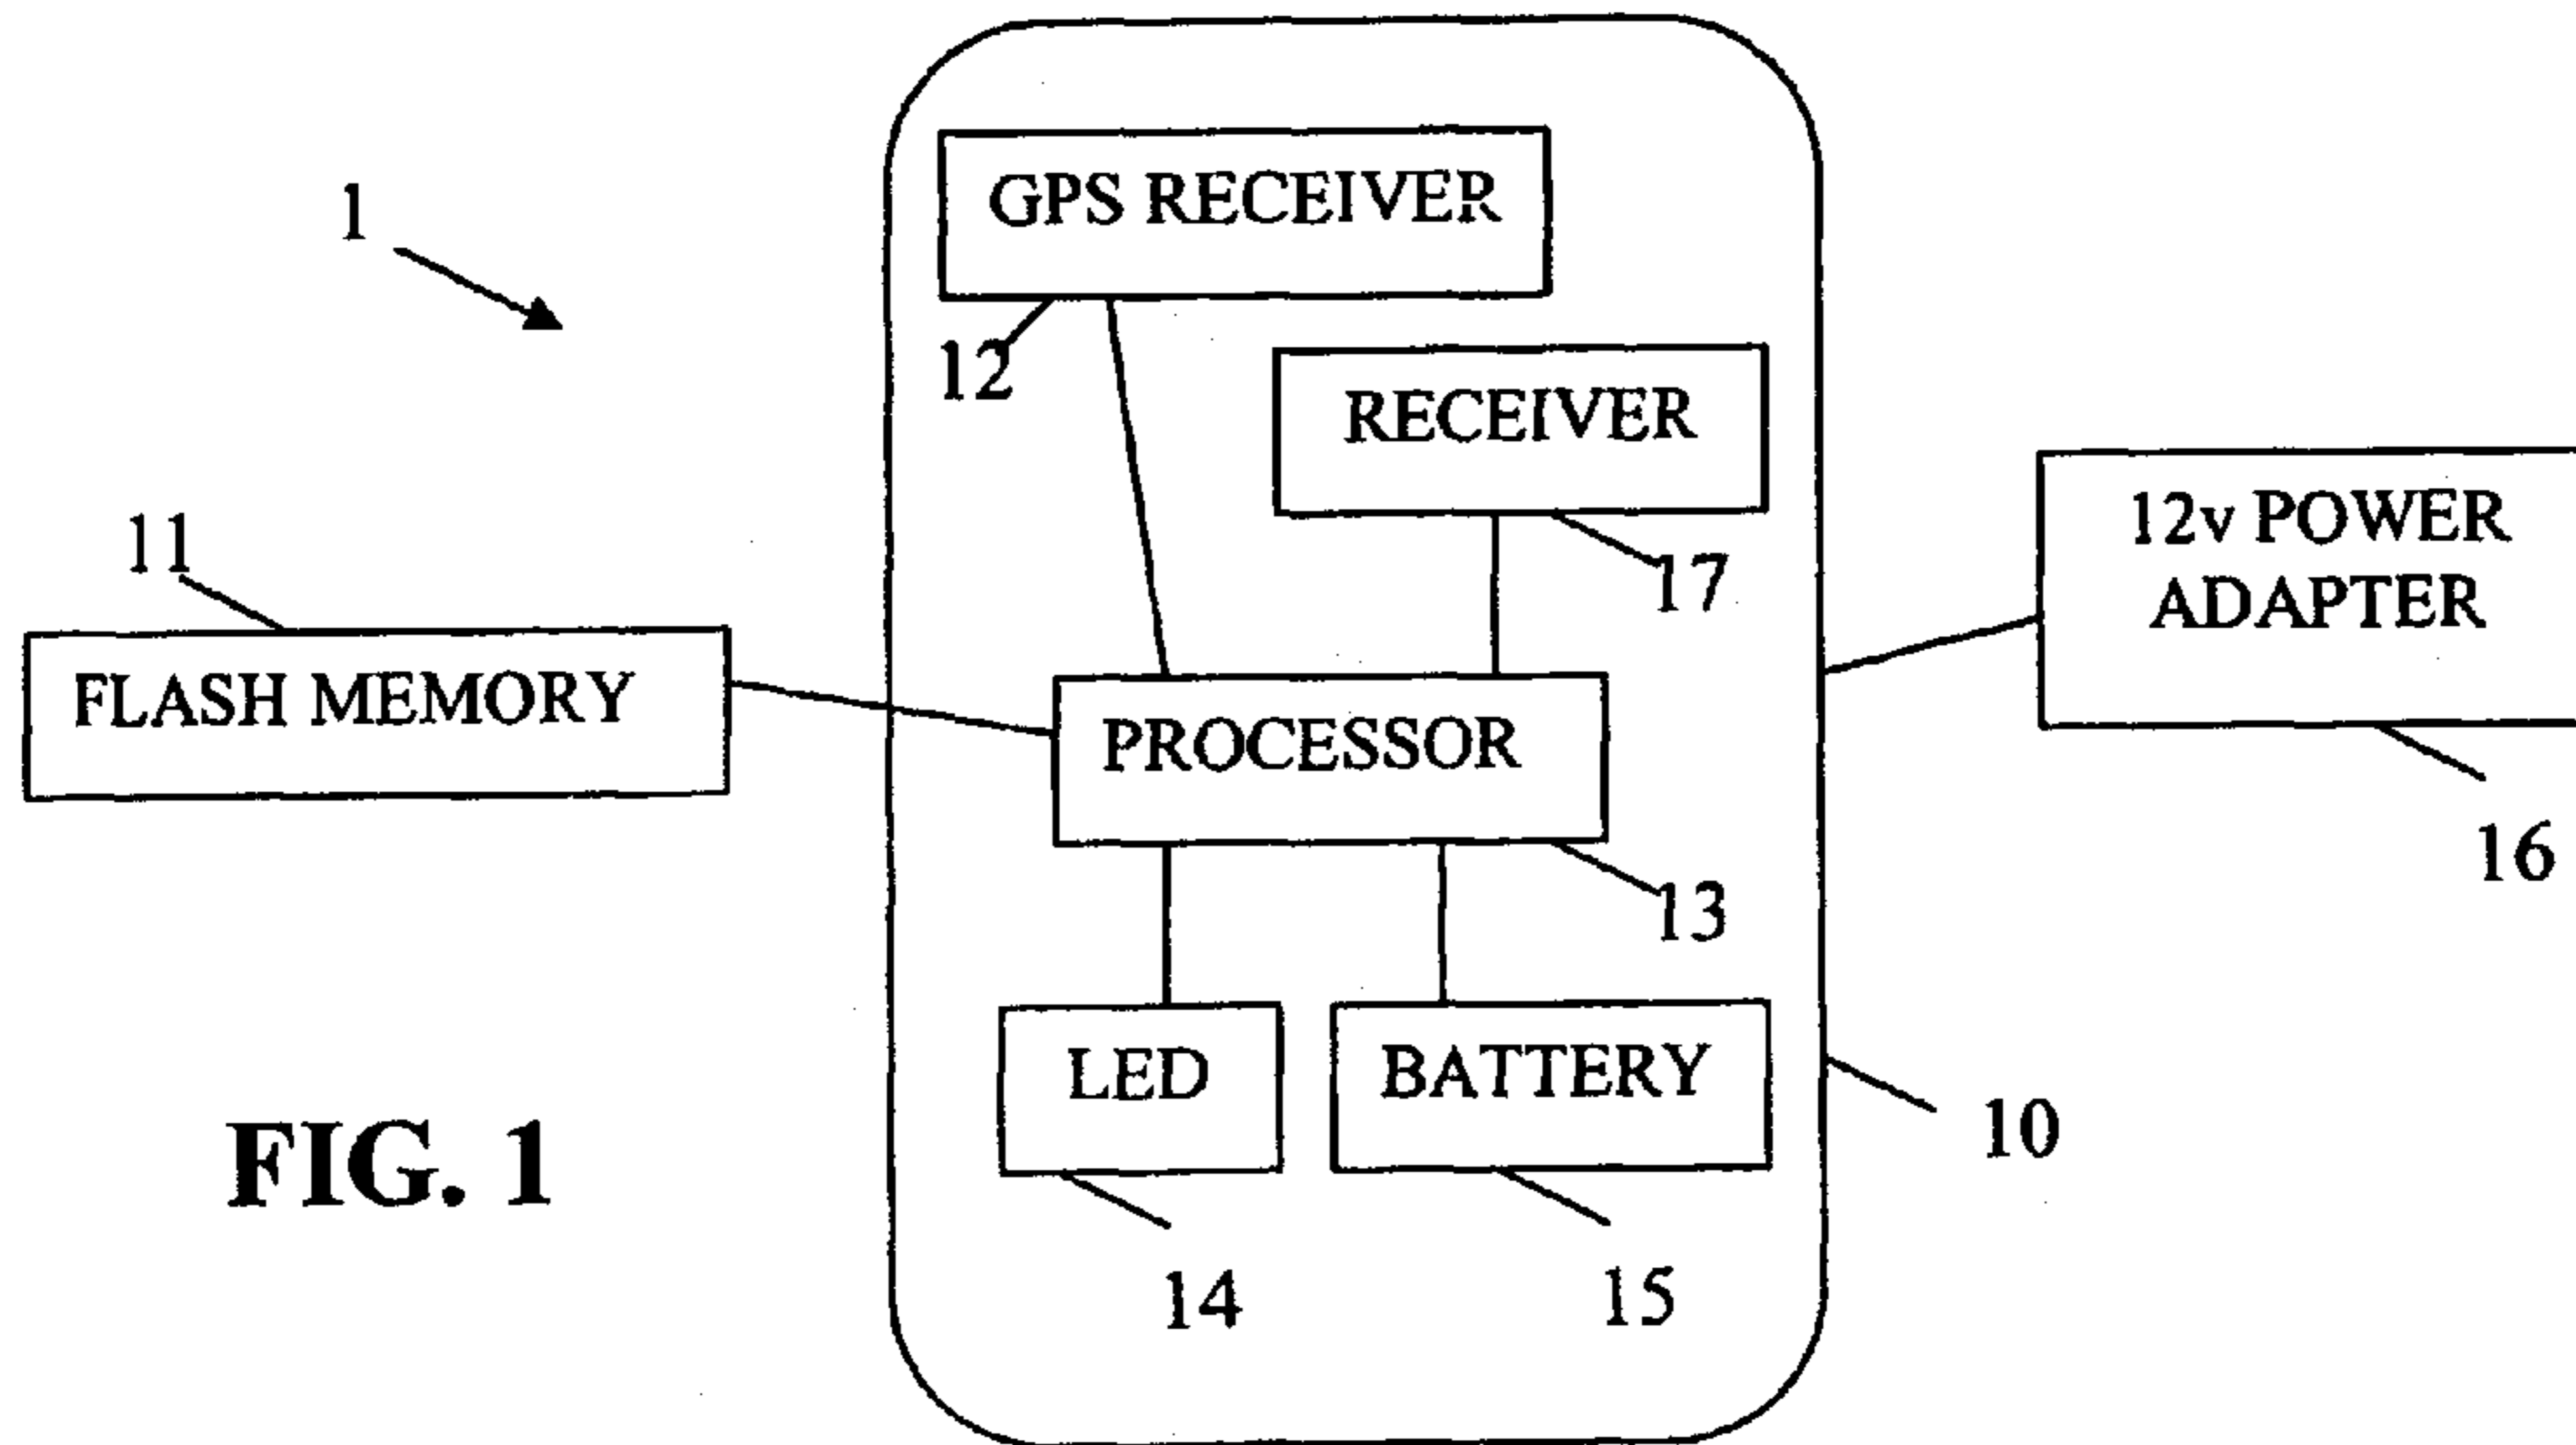 1
GPS RECEIVER
12
RECEIVER
17
11
FLASH MEMORY
12v POWER
ADAPTER
16
PROCESSOR
13
LED
BATTERY
14
15
10
FIG. 1